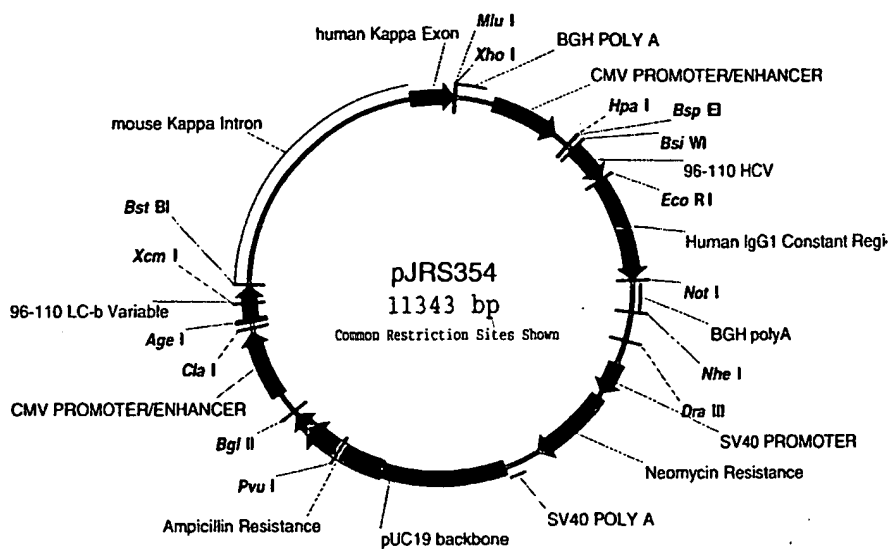 human Kappa Exon
Mlu I
Xho I
BGH POLY A
CMV PROMOTER/ENHANCER
Hpa I
Bsp EI
Bsi WI
96-110 HCV
Eco RI
Human IgG1 Constant Regi
Not I
BGH polyA
Nhe I
Dra III
SV40 PROMOTER
Neomycin Resistance
SV40 POLY A
pUC19 backbone
Ampicillin Resistance
Pvu I
Bgl II
CMV PROMOTER/ENHANCER
Cla I
Age I
96-110 LC-b Variable
Xcm I
Bst BI
mouse Kappa Intron
pJRS354
11343 bp
Common Restriction Sites Shown